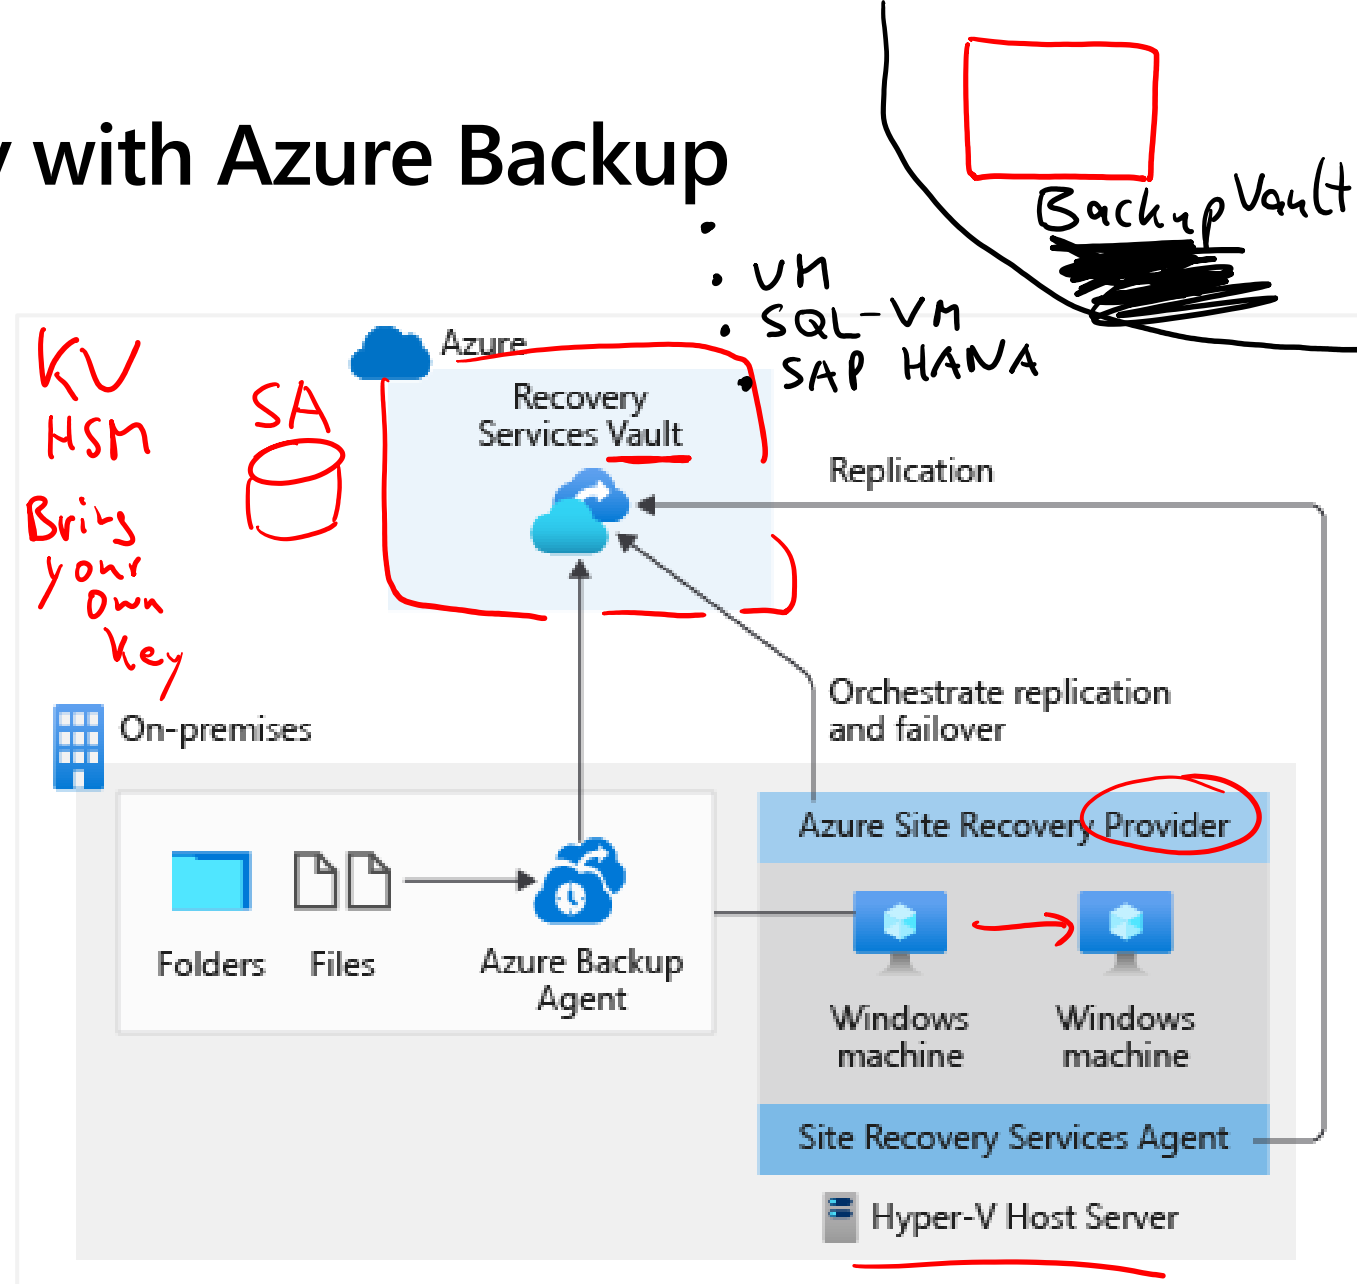 y with Azure Backup
Backup Vault
• VM
• SQL-VM
• SAP HANA
KV
HSM
SA
Bring
your
own
key
Azure
Recovery
Services Vault
Replication
Orchestrate replication
and failover
On-premises
Azure Site Recovery Provider
Folders
Files
Azure Backup
Agent
Windows
machine
Windows
machine
Site Recovery Services Agent
Hyper-V Host Server